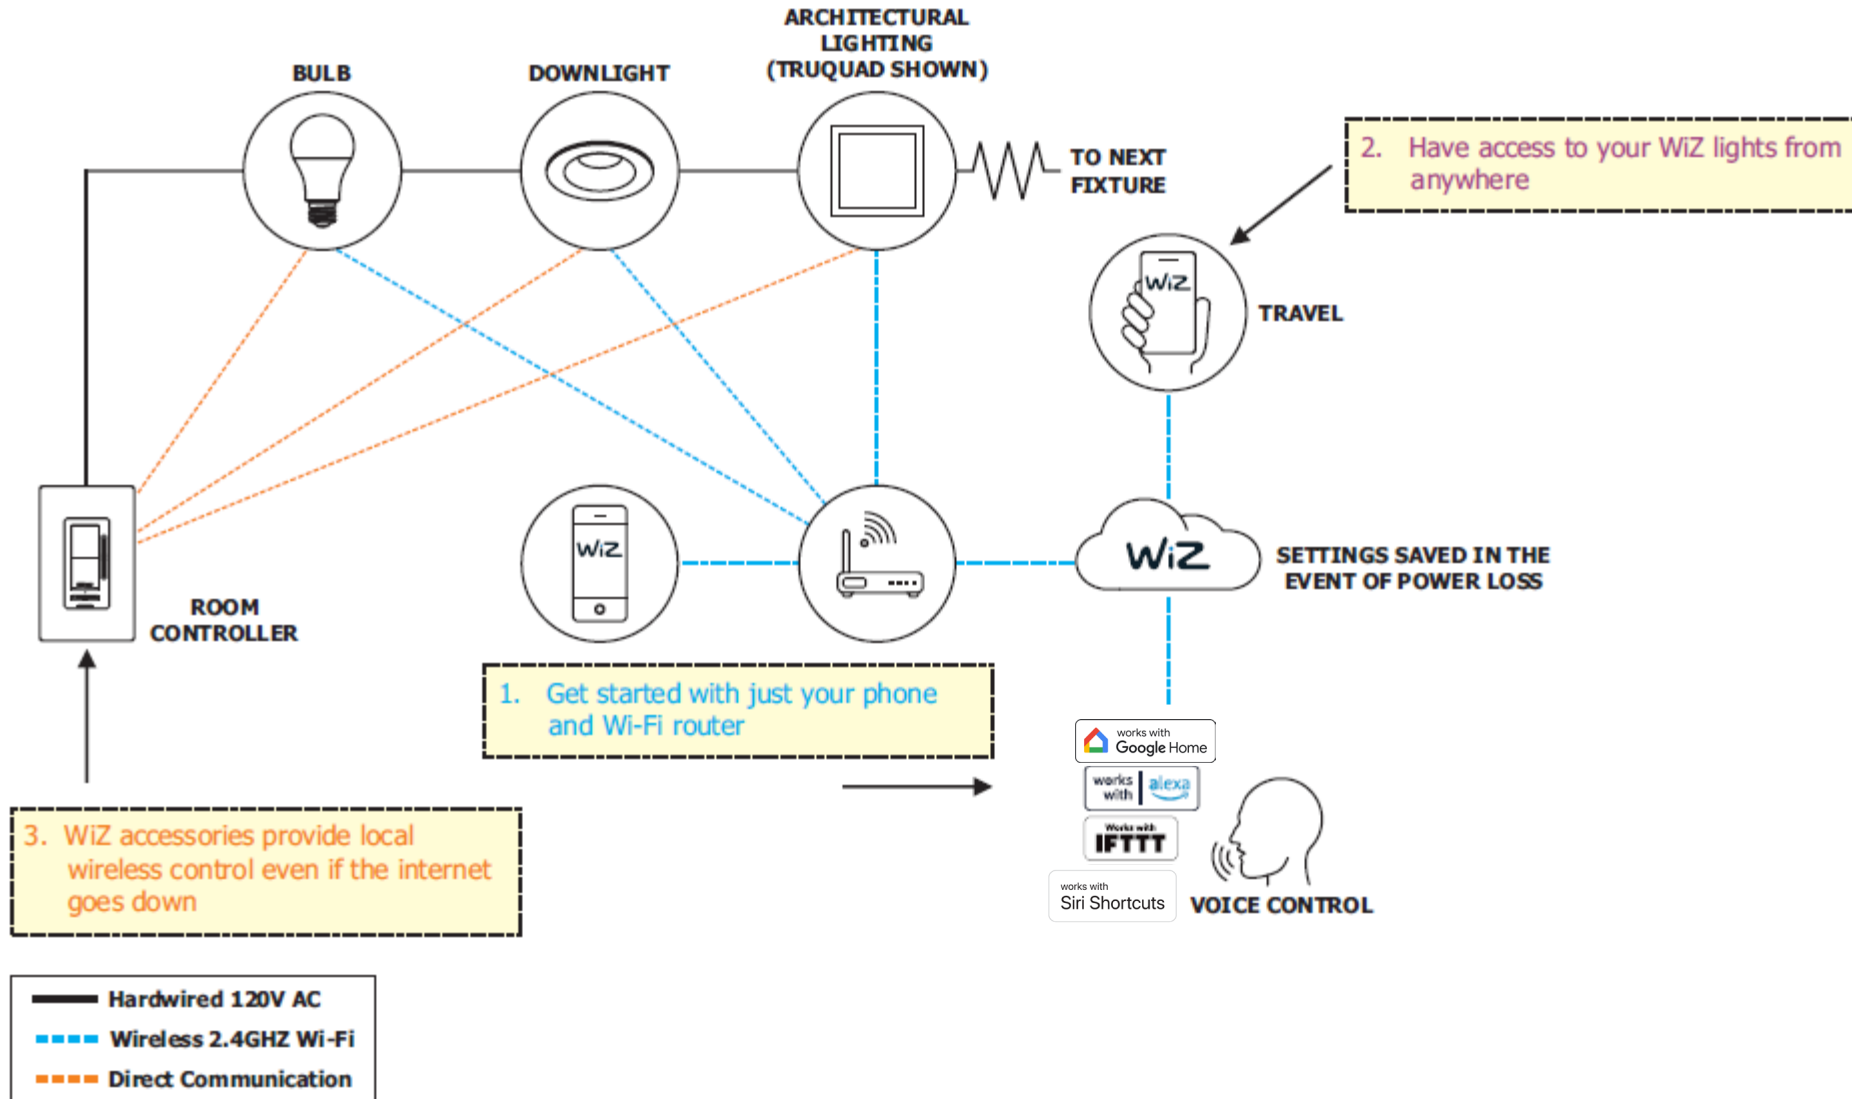 ARCHITECTURAL
LIGHTING
(TRUQUAD SHOWN)
BULB
DOWNLIGHT
TO NEXT
FIXTURE
2. Have access to your WiZ lights from
anywhere
WiZ
TRAVEL
WiZ
WiZ
SETTINGS SAVED IN THE
EVENT OF POWER LOSS
ROOM
CONTROLLER
1. Get started with just your phone
and Wi-Fi router
works with
Google Home
works
with
alexa
Works with
IFTTT
works with
Siri Shortcuts
VOICE CONTROL
3. WiZ accessories provide local
wireless control even if the internet
goes down
Hardwired 120V AC
Wireless 2.4GHZ Wi-Fi
Direct Communication